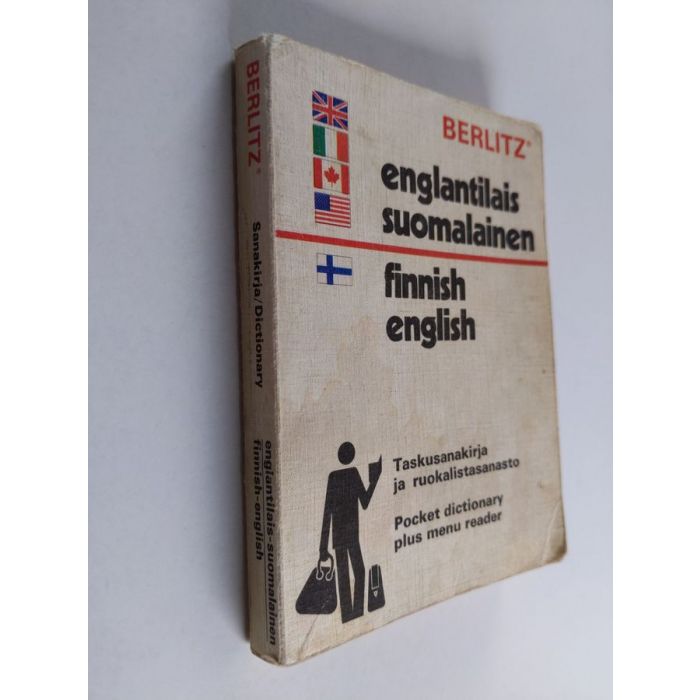 BERLITZ®
englantilais
suomalainen
finnish
english
Taskusanakirja
ja ruokalistasanasto
Pocket dictionary
plus menu reader
BERLITZ®
Sanakirja/Dictionary
englantilais-suomalainen
finnish-english